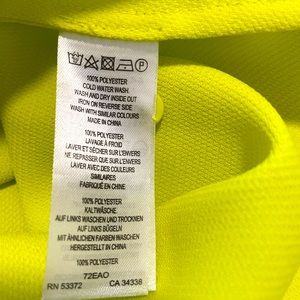 100% POLYESTER
COLD WATER WASH
WASH AND DRY INSIDE OUT
IRON ON REVERSE SIDE
WASH WITH SIMILAR COLOURS
MADE IN CHINA
100% POLYESTER
LAVAGE À FROID
LAVER ET SÉCHER SUR L'ENVERS
NE REPASSER QUE SUR L'ENVERS
LAVER AVEC DES COULEURS
SIMILAIRES
FABRIQUÉ EN CHINE
100% POLYESTER
KALTWÄSCHE
AUF LINKS WASCHEN UND TROCKNEN
AUF LINKS BÜGELN
MIT ÄHNLICHEN FARBEN WASCHEN
HERGESTELLT IN CHINA
100% POLYESTER
72EAO
RN 53372 CA 34338